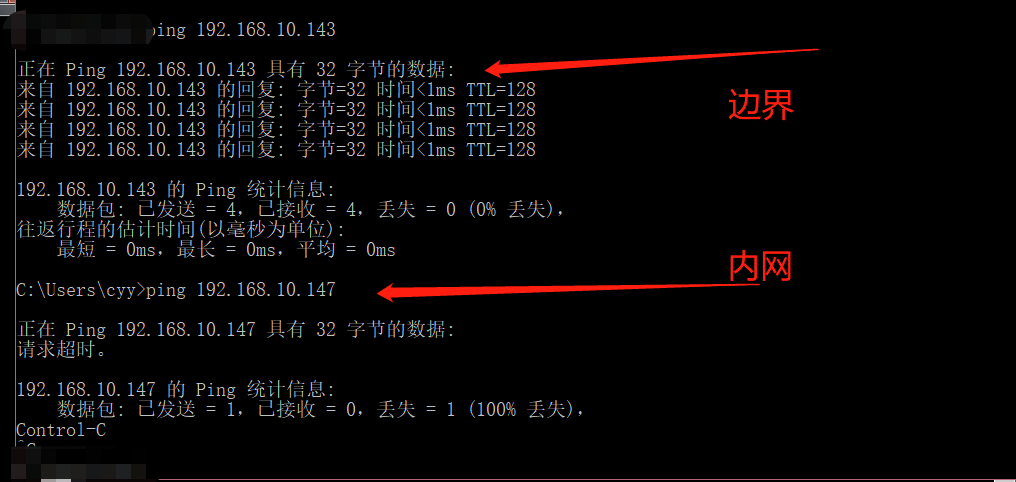 ping 192.168.10.143
正在 Ping 192.168.10.143 具有 32 字节的数据:
来自 192.168.10.143 的回复: 字节=32 时间<1ms TTL=128
来自 192.168.10.143 的回复: 字节=32 时间<1ms TTL=128
来自 192.168.10.143 的回复: 字节=32 时间<1ms TTL=128
来自 192.168.10.143 的回复: 字节=32 时间<1ms TTL=128
边界
192.168.10.143 的 Ping 统计信息:
数据包: 已发送 = 4，已接收 = 4，丢失 = 0 (0% 丢失)，
往返行程的估计时间(以毫秒为单位):
最短 = 0ms，最长 = 0ms，平均 = 0ms
内网
C:\Users\cyy>ping 192.168.10.147
正在 Ping 192.168.10.147 具有 32 字节的数据:
请求超时。
192.168.10.147 的 Ping 统计信息:
数据包: 已发送 = 1，已接收 = 0，丢失 = 1 (100% 丢失)，
Control-C
^C